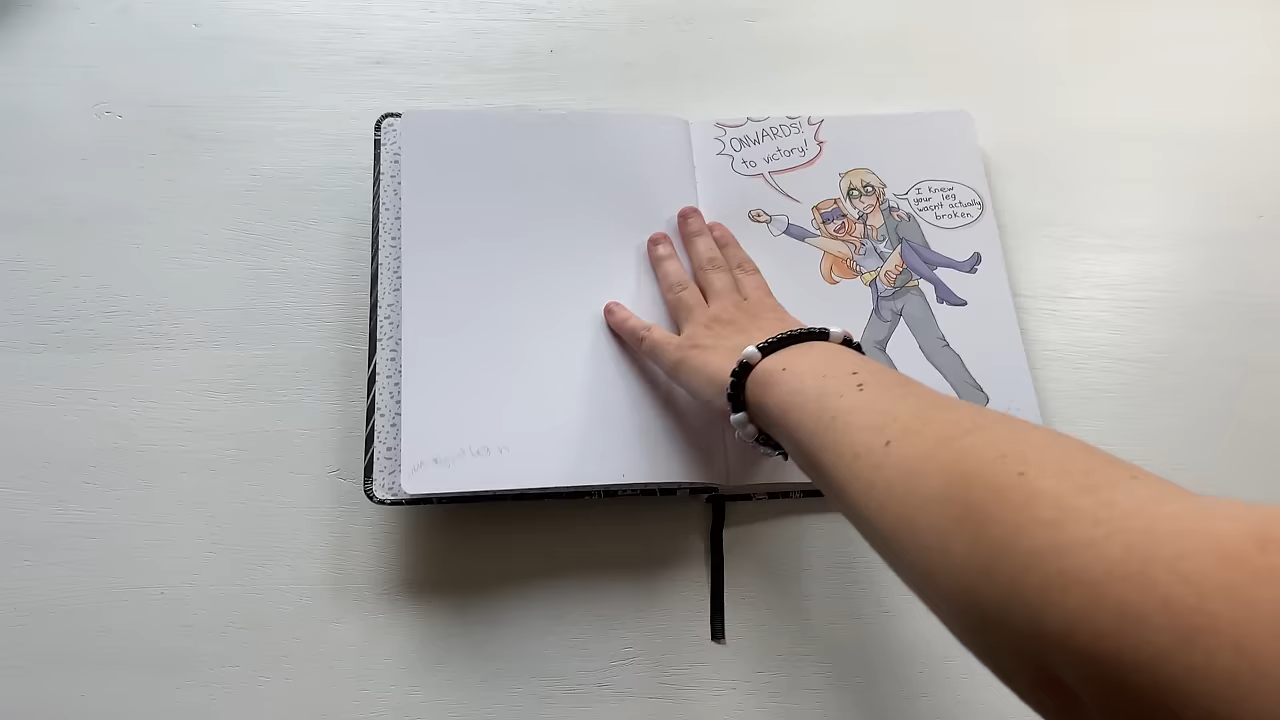 ONWARDS!
to victory!
I knew
your leg
wasn't actually
broken.